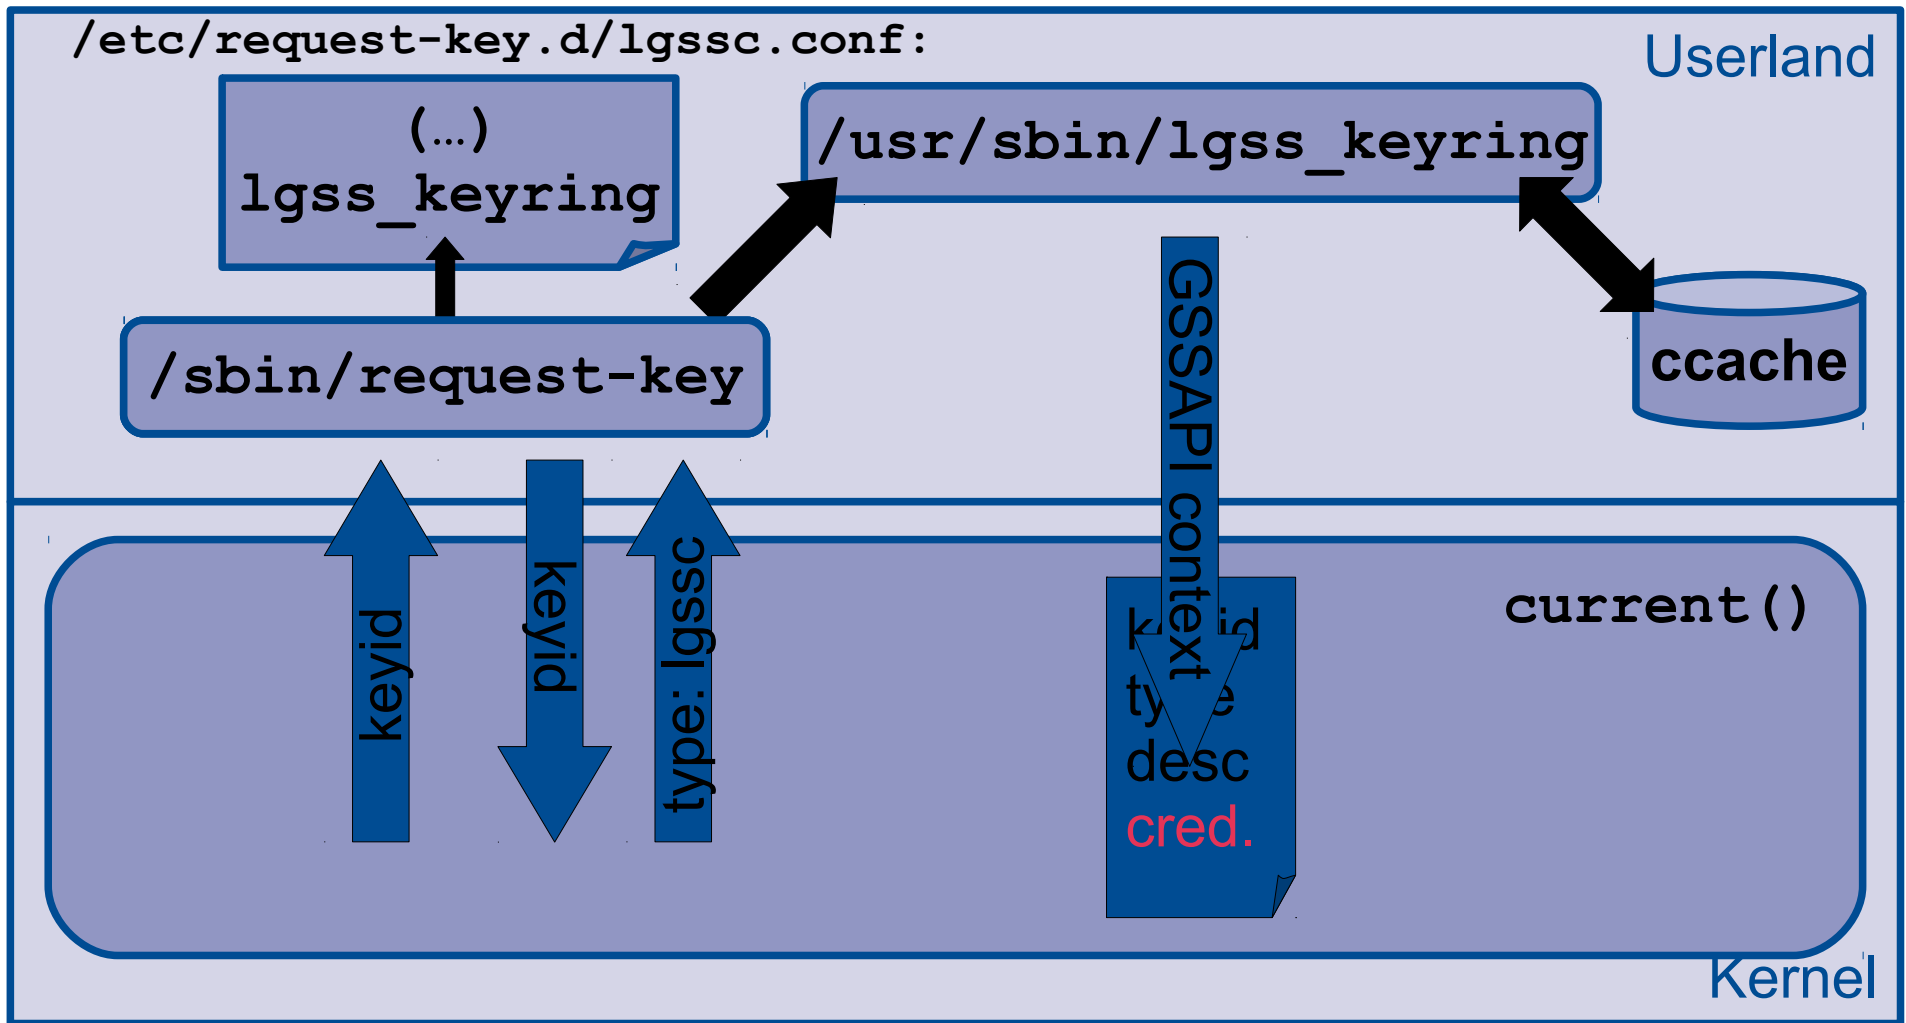 /etc/request-key.d/lgssc.conf:
Userland
(...)
lgss_keyring
/usr/sbin/lgss_keyring
/sbin/request-key
ccache
GSSAPI context
keyid
keyid
type: lgssc
current()
desc
cred.
Kernel